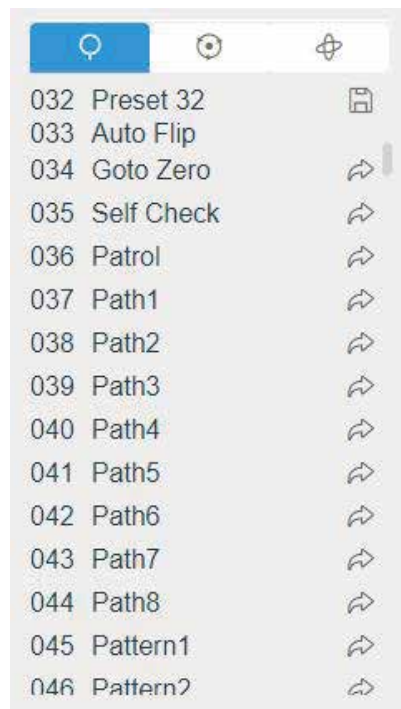 032 Preset 32
033 Auto Flip
034 Goto Zero
035 Self Check
036 Patrol
037 Path1
038 Path2
039 Path3
040 Path4
041 Path5
042 Path6
043 Path7
044 Path8
045 Pattern1
046 Pattern2